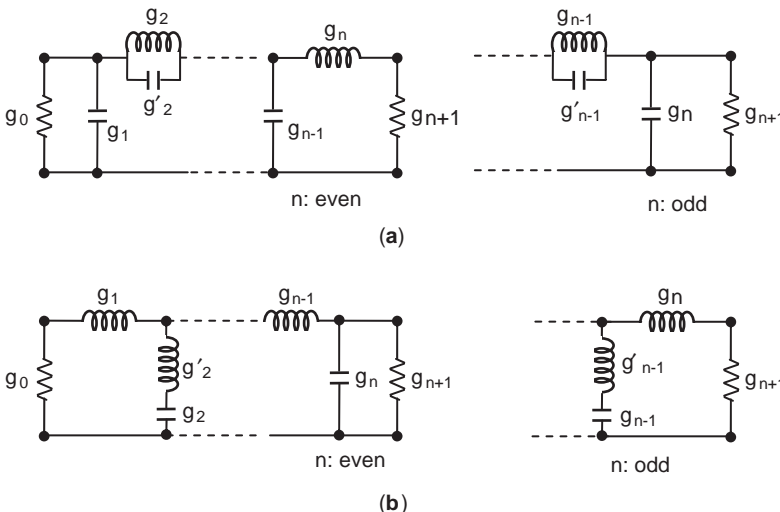 g₂
gₙ
gₙ₋₁
g₀
g₁
g'₂
gₙ₋₁
gₙ₊₁
g'ₙ₋₁
gₙ
gₙ₊₁
n: even
n: odd
(a)
g₁
gₙ₋₁
gₙ
g₀
g'₂
g₂
gₙ
gₙ₊₁
g'ₙ₋₁
gₙ₋₁
gₙ₊₁
n: even
n: odd
(b)